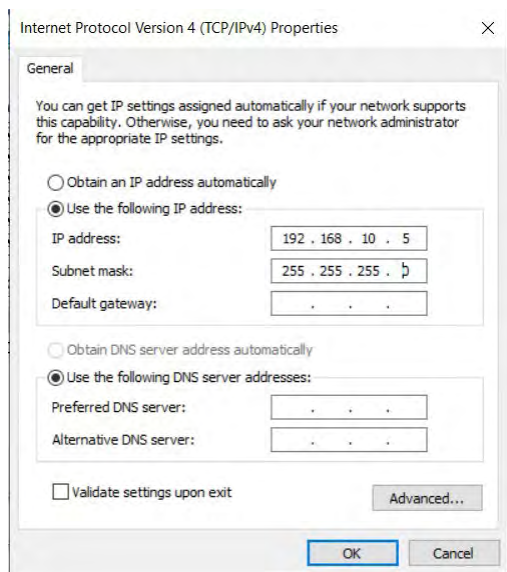 Internet Protocol Version 4 (TCP/IPv4) Properties
General
You can get IP settings assigned automatically if your network supports
this capability. Otherwise, you need to ask your network administrator
for the appropriate IP settings.
Obtain an IP address automatically
Use the following IP address:
IP address: 192 . 168 . 10 . 5
Subnet mask: 255 . 255 . 255 . 0
Default gateway: . . .
Obtain DNS server address automatically
Use the following DNS server addresses:
Preferred DNS server: . . .
Alternative DNS server: . . .
Validate settings upon exit
Advanced...
OK Cancel